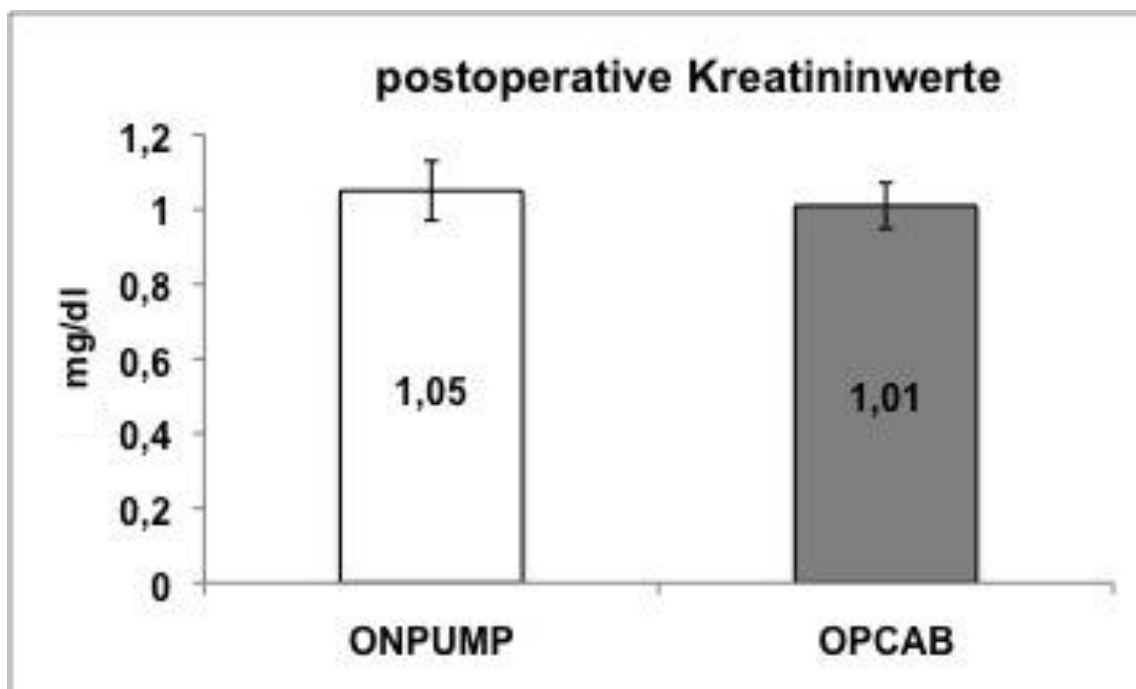 postoperative Kreatininwerte
1,2
1
0,8
0,6
0,4
0,2
0
mg/dl
1,05
1,01
ONPUMP
OPCAB